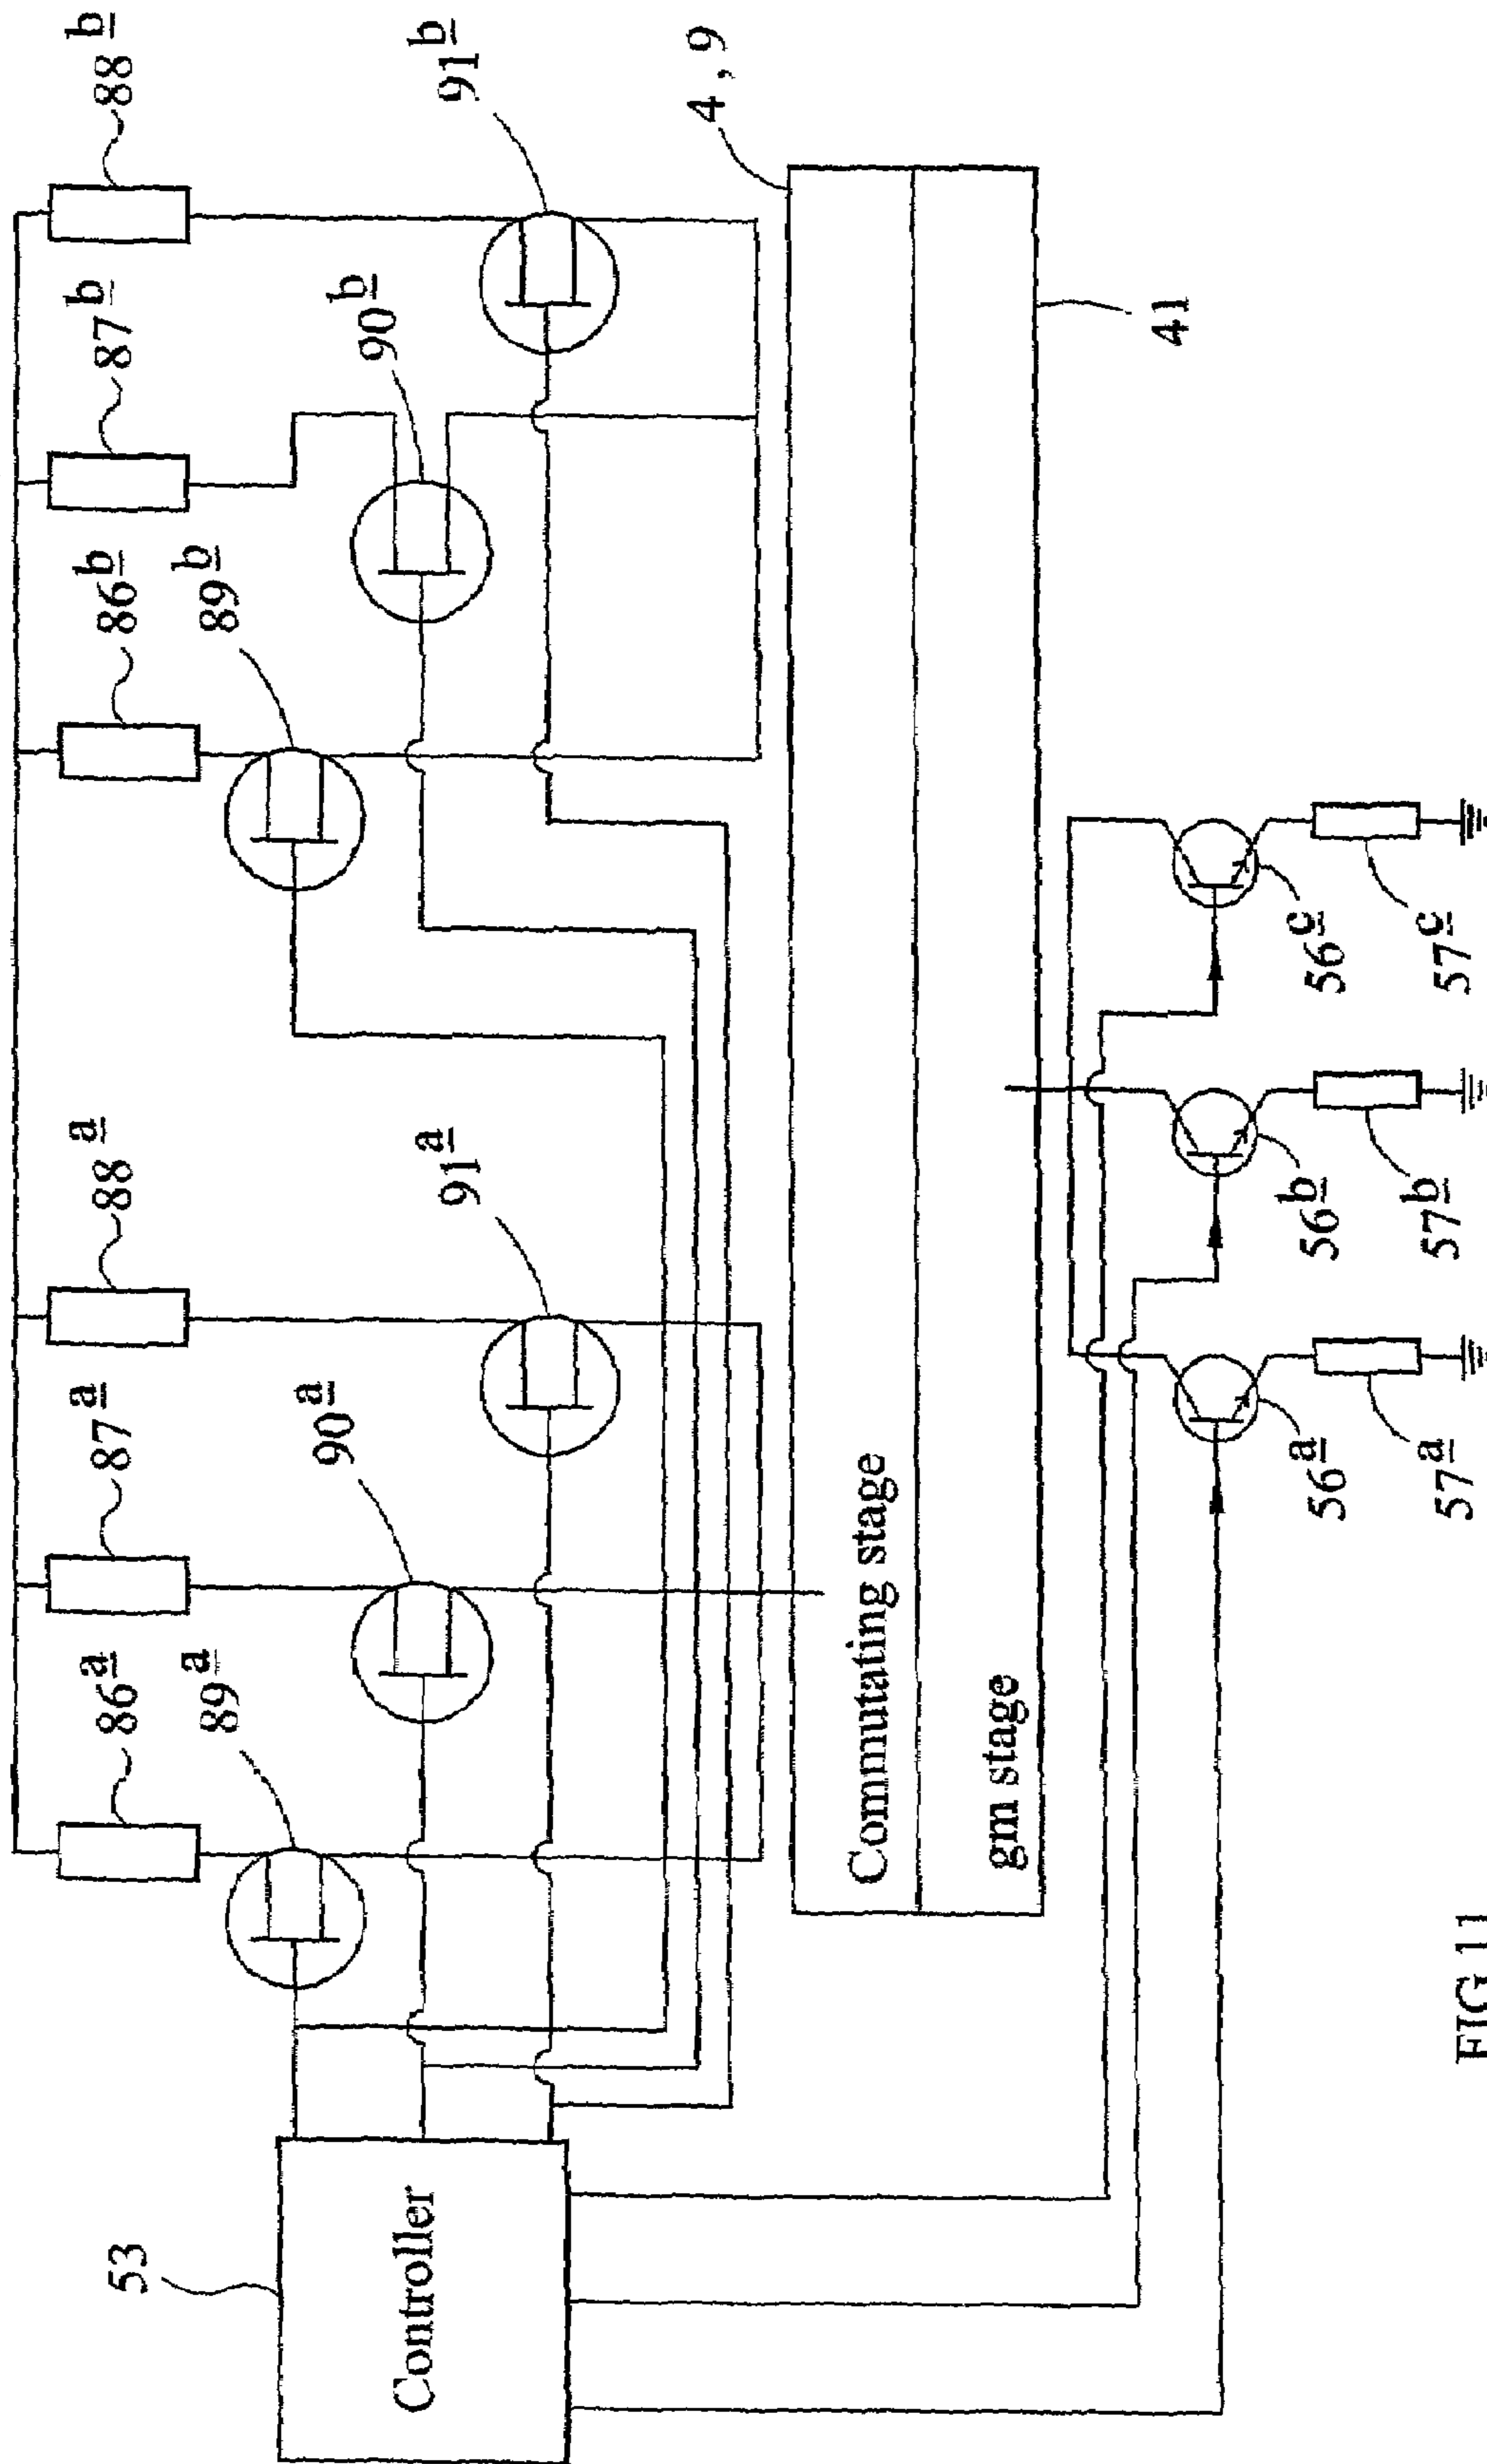 86a
87a
88a
86b
87b
88b
89a
90a
91a
89b
90b
91b
53
Controller
4, 9
Commutating stage
gm stage
41
56a
56b
56c
57a
57b
57c
FIG 11